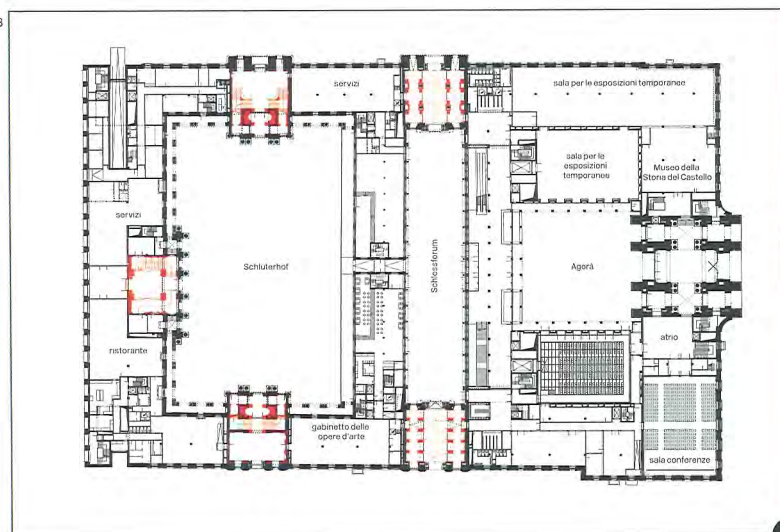 servizi
sala per le esposizioni temporanee
sala per le
esposizioni
temporanee
Museo della
Storia del Castello
servizi
Schlüterhof
Schlossforum
Agorà
ristorante
atrio
gabinetto delle
opere d'arte
sala conferenze